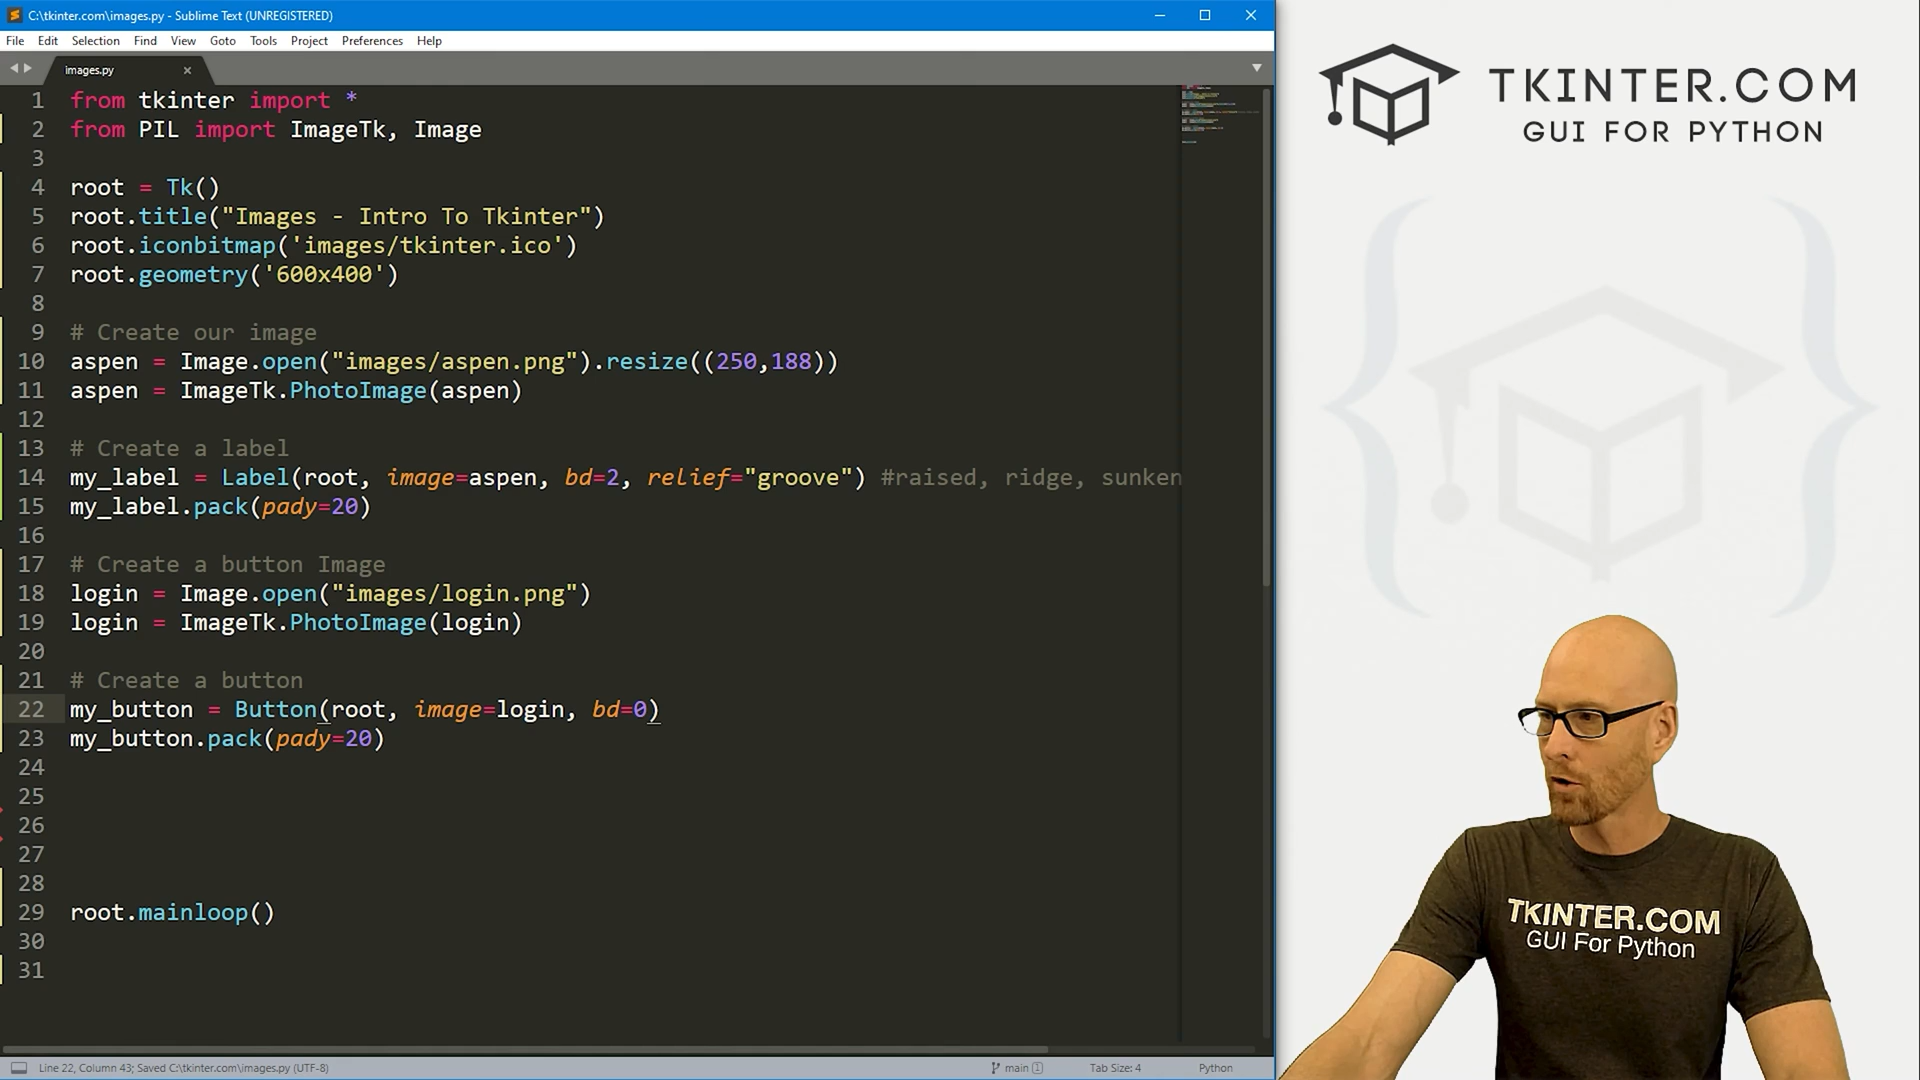 C:\tkinter.com\images.py - Sublime Text (UNREGISTERED)
File Edit Selection Find View Goto Tools Project Preferences Help
images.py
1 from tkinter import *
2 from PIL import ImageTk, Image
3
4 root = Tk()
5 root.title("Images - Intro To Tkinter")
6 root.iconbitmap('images/tkinter.ico')
7 root.geometry('600x400')
8
9 # Create our image
10 aspen = Image.open("images/aspen.png").resize((250,188))
11 aspen = ImageTk.PhotoImage(aspen)
12
13 # Create a label
14 my_label = Label(root, image=aspen, bd=2, relief="groove") #raised, ridge, sunken
15 my_label.pack(pady=20)
16
17 # Create a button Image
18 login = Image.open("images/login.png")
19 login = ImageTk.PhotoImage(login)
20
21 # Create a button
22 my_button = Button(root, image=login, bd=0)
23 my_button.pack(pady=20)
24
25
26
27
28
29 root.mainloop()
30
31
Line 22, Column 43; Saved C:\tkinter.com\images.py (UTF-8)
main 1
Tab Size: 4
Python
TKINTER.COM
GUI FOR PYTHON
TKINTER.COM
GUI For Python